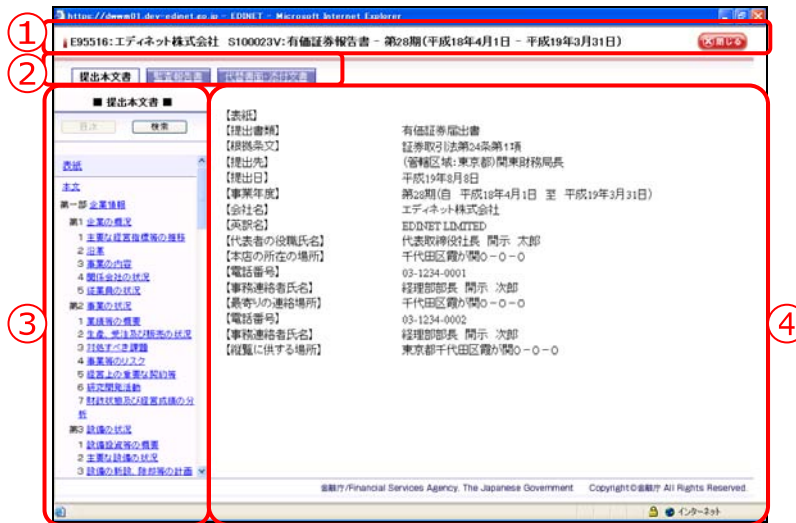 https://dwww01.dev-edinet.go.jp - EDINET - Microsoft Internet Explorer
①
E95516:エディネット株式会社 S100023V:有価証券報告書 - 第28期(平成18年4月1日 - 平成19年3月31日)
閉じる
②
提出本文書 監査報告書 代替書面・添付文書
③
■ 提出本文書 ■
目次 検索
表紙
本文
第一部 企業情報
第1 企業の概況
1 主要な経営指標等の推移
2 沿革
3 事業の内容
4 関係会社の状況
5 従業員の状況
第2 事業の状況
1 業績等の概要
2 生産、受注及び販売の状況
3 対処すべき課題
4 事業等のリスク
5 経営上の重要な契約等
6 研究開発活動
7 財政状態及び経営成績の分
析
第3 設備の状況
1 設備投資等の概要
2 主要な設備の状況
3 設備の新設、除却等の計画
④
【表紙】
【提出書類】 有価証券届出書
【根拠条文】 証券取引法第24条第1項
【提出先】 (管轄区域:東京都)関東財務局長
【提出日】 平成19年8月8日
【事業年度】 第28期(自 平成18年4月1日 至 平成19年3月31日)
【会社名】 エディネット株式会社
【英訳名】 EDINET LIMITED
【代表者の役職氏名】 代表取締役社長 開示 太郎
【本店の所在の場所】 千代田区霞が関0-0-0
【電話番号】 03-1234-0001
【事務連絡者氏名】 経理部部長 開示 次郎
【最寄りの連絡場所】 千代田区霞が関0-0-0
【電話番号】 03-1234-0002
【事務連絡者氏名】 経理部部長 開示 次郎
【縦覧に供する場所】 東京都千代田区霞が関0-0-0
金融庁/Financial Services Agency, The Japanese Government Copyright©金融庁 All Rights Reserved.
インターネット